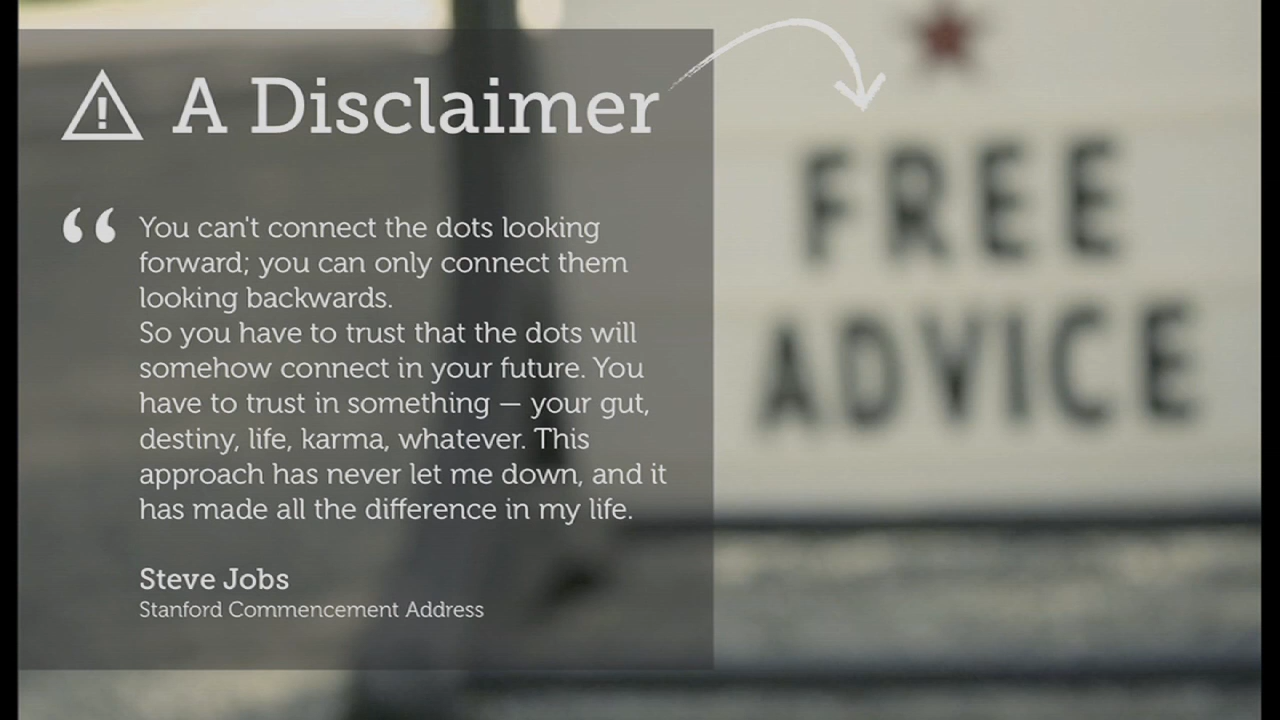 A Disclaimer
“ You can't connect the dots looking
forward; you can only connect them
looking backwards.
So you have to trust that the dots will
somehow connect in your future. You
have to trust in something — your gut,
destiny, life, karma, whatever. This
approach has never let me down, and it
has made all the difference in my life.
Steve Jobs
Stanford Commencement Address
FREE
ADVICE